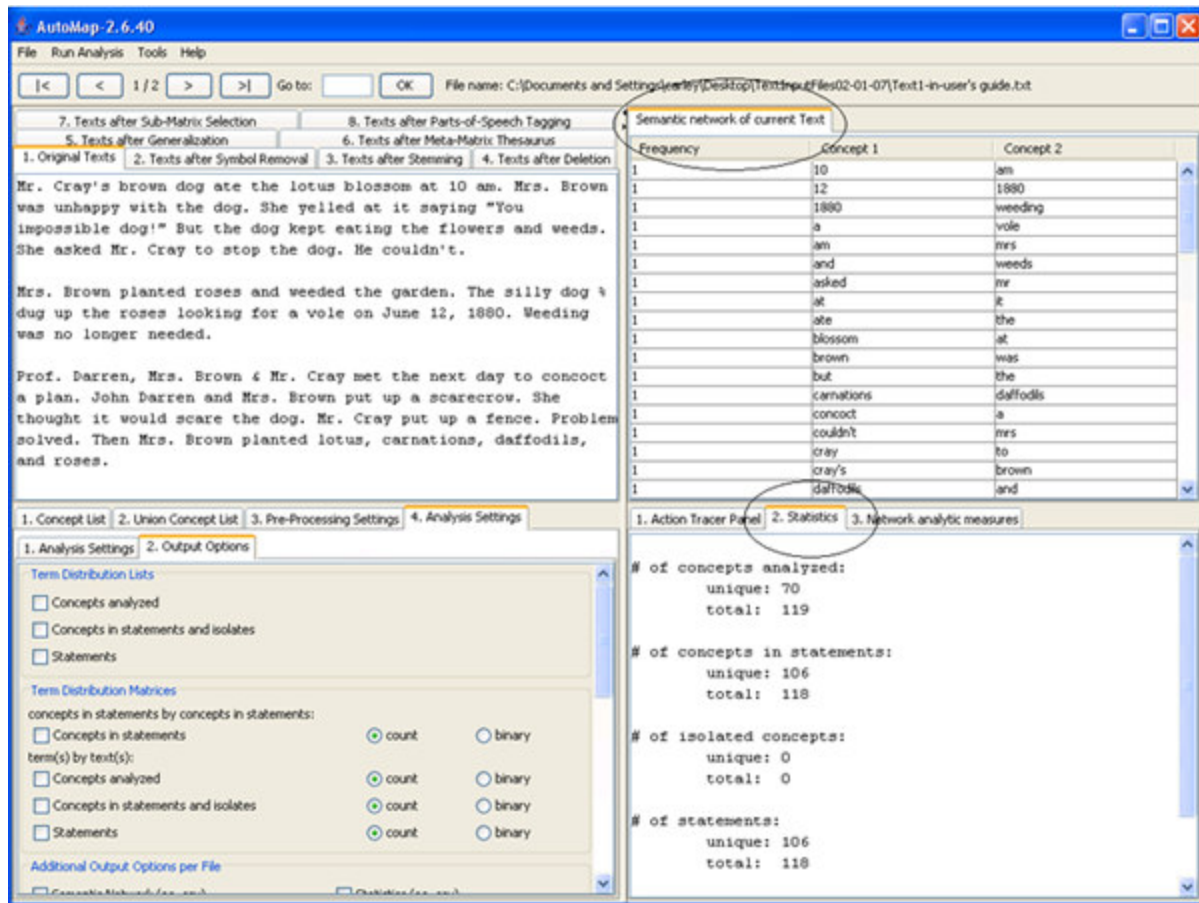 AutoMap-2.6.40
File Run Analysis Tools Help
|< < 1 / 2 > >| Go to: OK File name: C:\Documents and Settings\earley\Desktop\TextInputFiles02-01-07\Text1-in-user's guide.txt
7. Texts after Sub-Matrix Selection 8. Texts after Parts-of-Speech Tagging
5. Texts after Generalization 6. Texts after Meta-Matrix Thesaurus
1. Original Texts 2. Texts after Symbol Removal 3. Texts after Stemming 4. Texts after Deletion
Mr. Cray's brown dog ate the lotus blossom at 10 am. Mrs. Brown
was unhappy with the dog. She yelled at it saying "You
impossible dog!" But the dog kept eating the flowers and weeds.
She asked Mr. Cray to stop the dog. He couldn't.
Mrs. Brown planted roses and weeded the garden. The silly dog %
dug up the roses looking for a vole on June 12, 1880. Weeding
was no longer needed.
Prof. Darren, Mrs. Brown & Mr. Cray met the next day to concoct
a plan. John Darren and Mrs. Brown put up a scarecrow. She
thought it would scare the dog. Mr. Cray put up a fence. Problem
solved. Then Mrs. Brown planted lotus, carnations, daffodils,
and roses.
Semantic network of current Text
Frequency Concept 1 Concept 2
1 10 am
1 12 1880
1 1880 weeding
1 a vole
1 am mrs
1 and weeds
1 asked mr
1 at it
1 ate the
1 blossom at
1 brown was
1 but the
1 carnations daffodils
1 concoct a
1 couldn't mrs
1 cray to
1 cray's brown
1 daffodils and
1. Concept List 2. Union Concept List 3. Pre-Processing Settings 4. Analysis Settings
1. Analysis Settings 2. Output Options
Term Distribution Lists
Concepts analyzed
Concepts in statements and isolates
Statements
Term Distribution Matrices
concepts in statements by concepts in statements:
Concepts in statements count binary
term(s) by text(s):
Concepts analyzed count binary
Concepts in statements and isolates count binary
Statements count binary
Additional Output Options per File
1. Action Tracer Panel 2. Statistics 3. Network analytic measures
# of concepts analyzed:
unique: 70
total: 119
# of concepts in statements:
unique: 106
total: 118
# of isolated concepts:
unique: 0
total: 0
# of statements:
unique: 106
total: 118